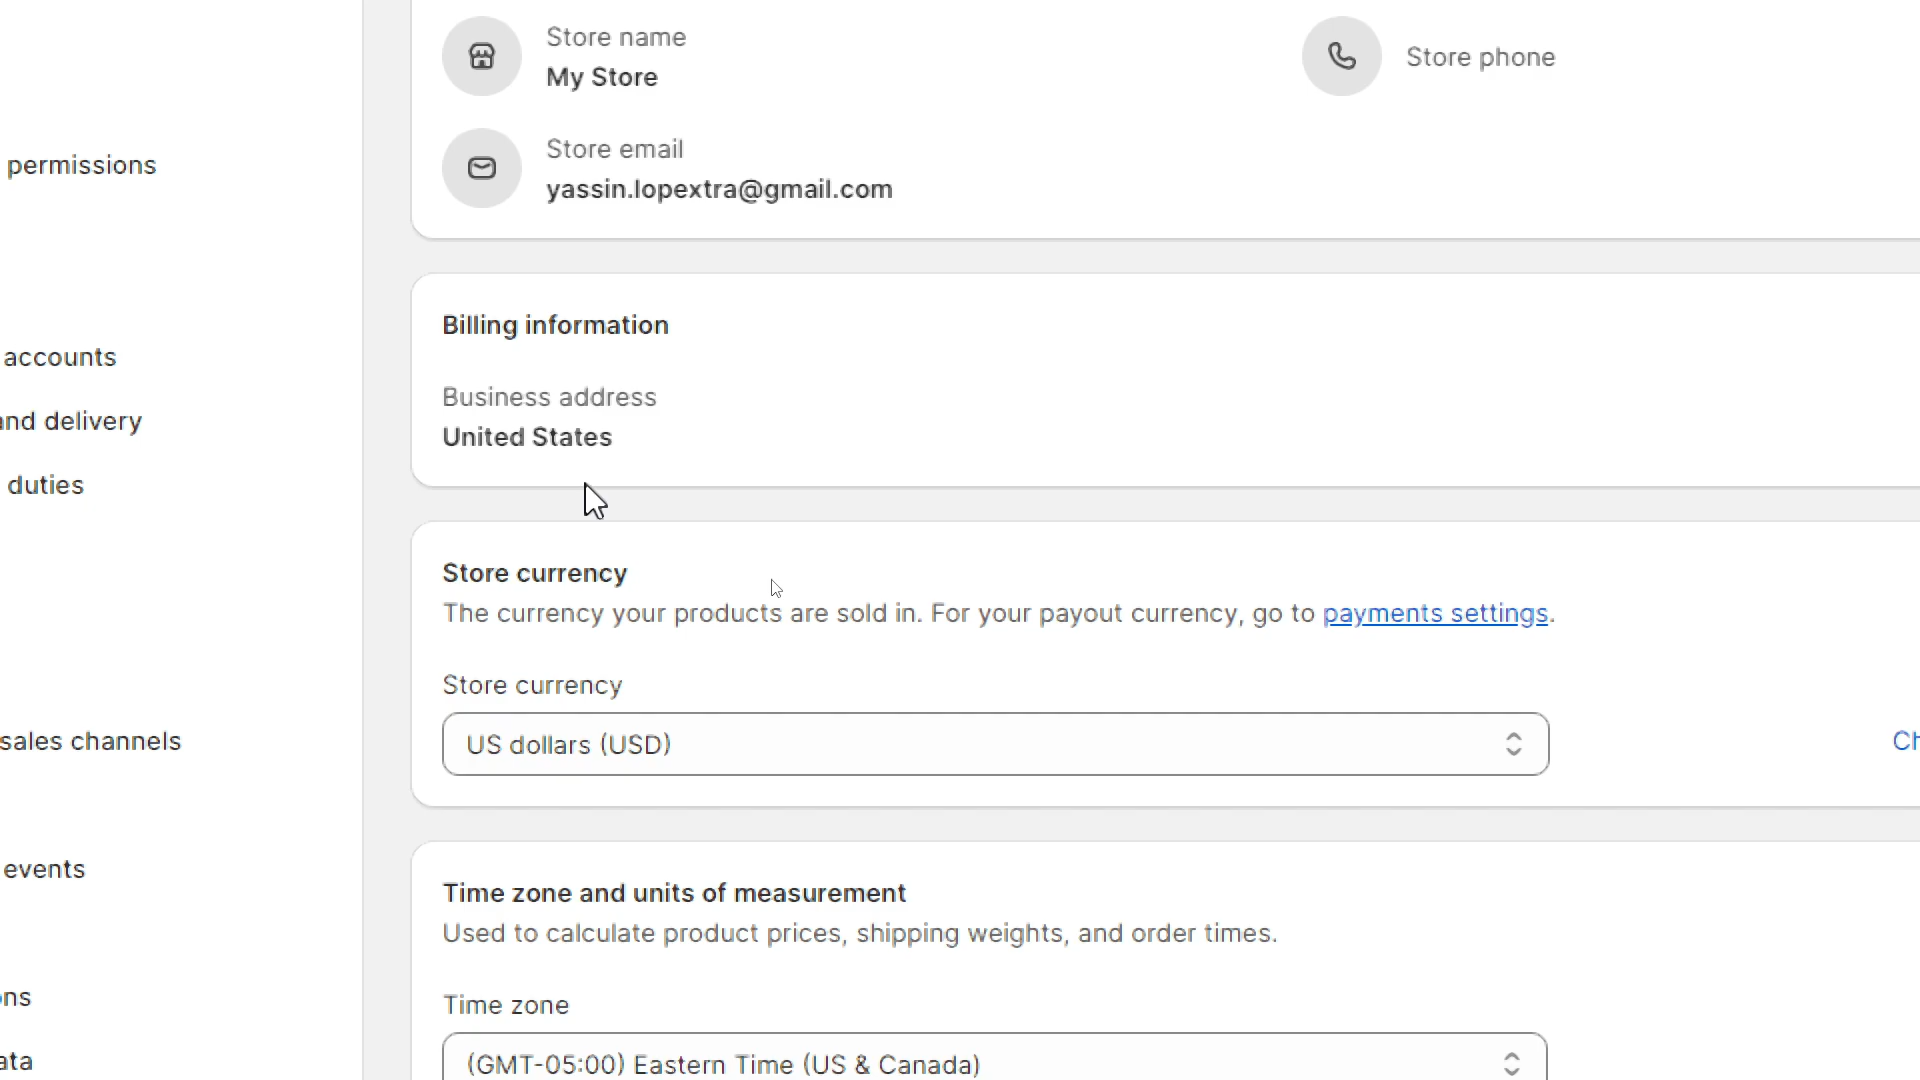 Store name
My Store
Store phone
permissions
Store email
yassin.lopextra@gmail.com
Billing information
accounts
Business address
and delivery
United States
duties
Store currency
The currency your products are sold in. For your payout currency, go to payments settings.
Store currency
sales channels
US dollars (USD)
Ch
events
Time zone and units of measurement
Used to calculate product prices, shipping weights, and order times.
ons
Time zone
ata
(GMT-05:00) Eastern Time (US & Canada)